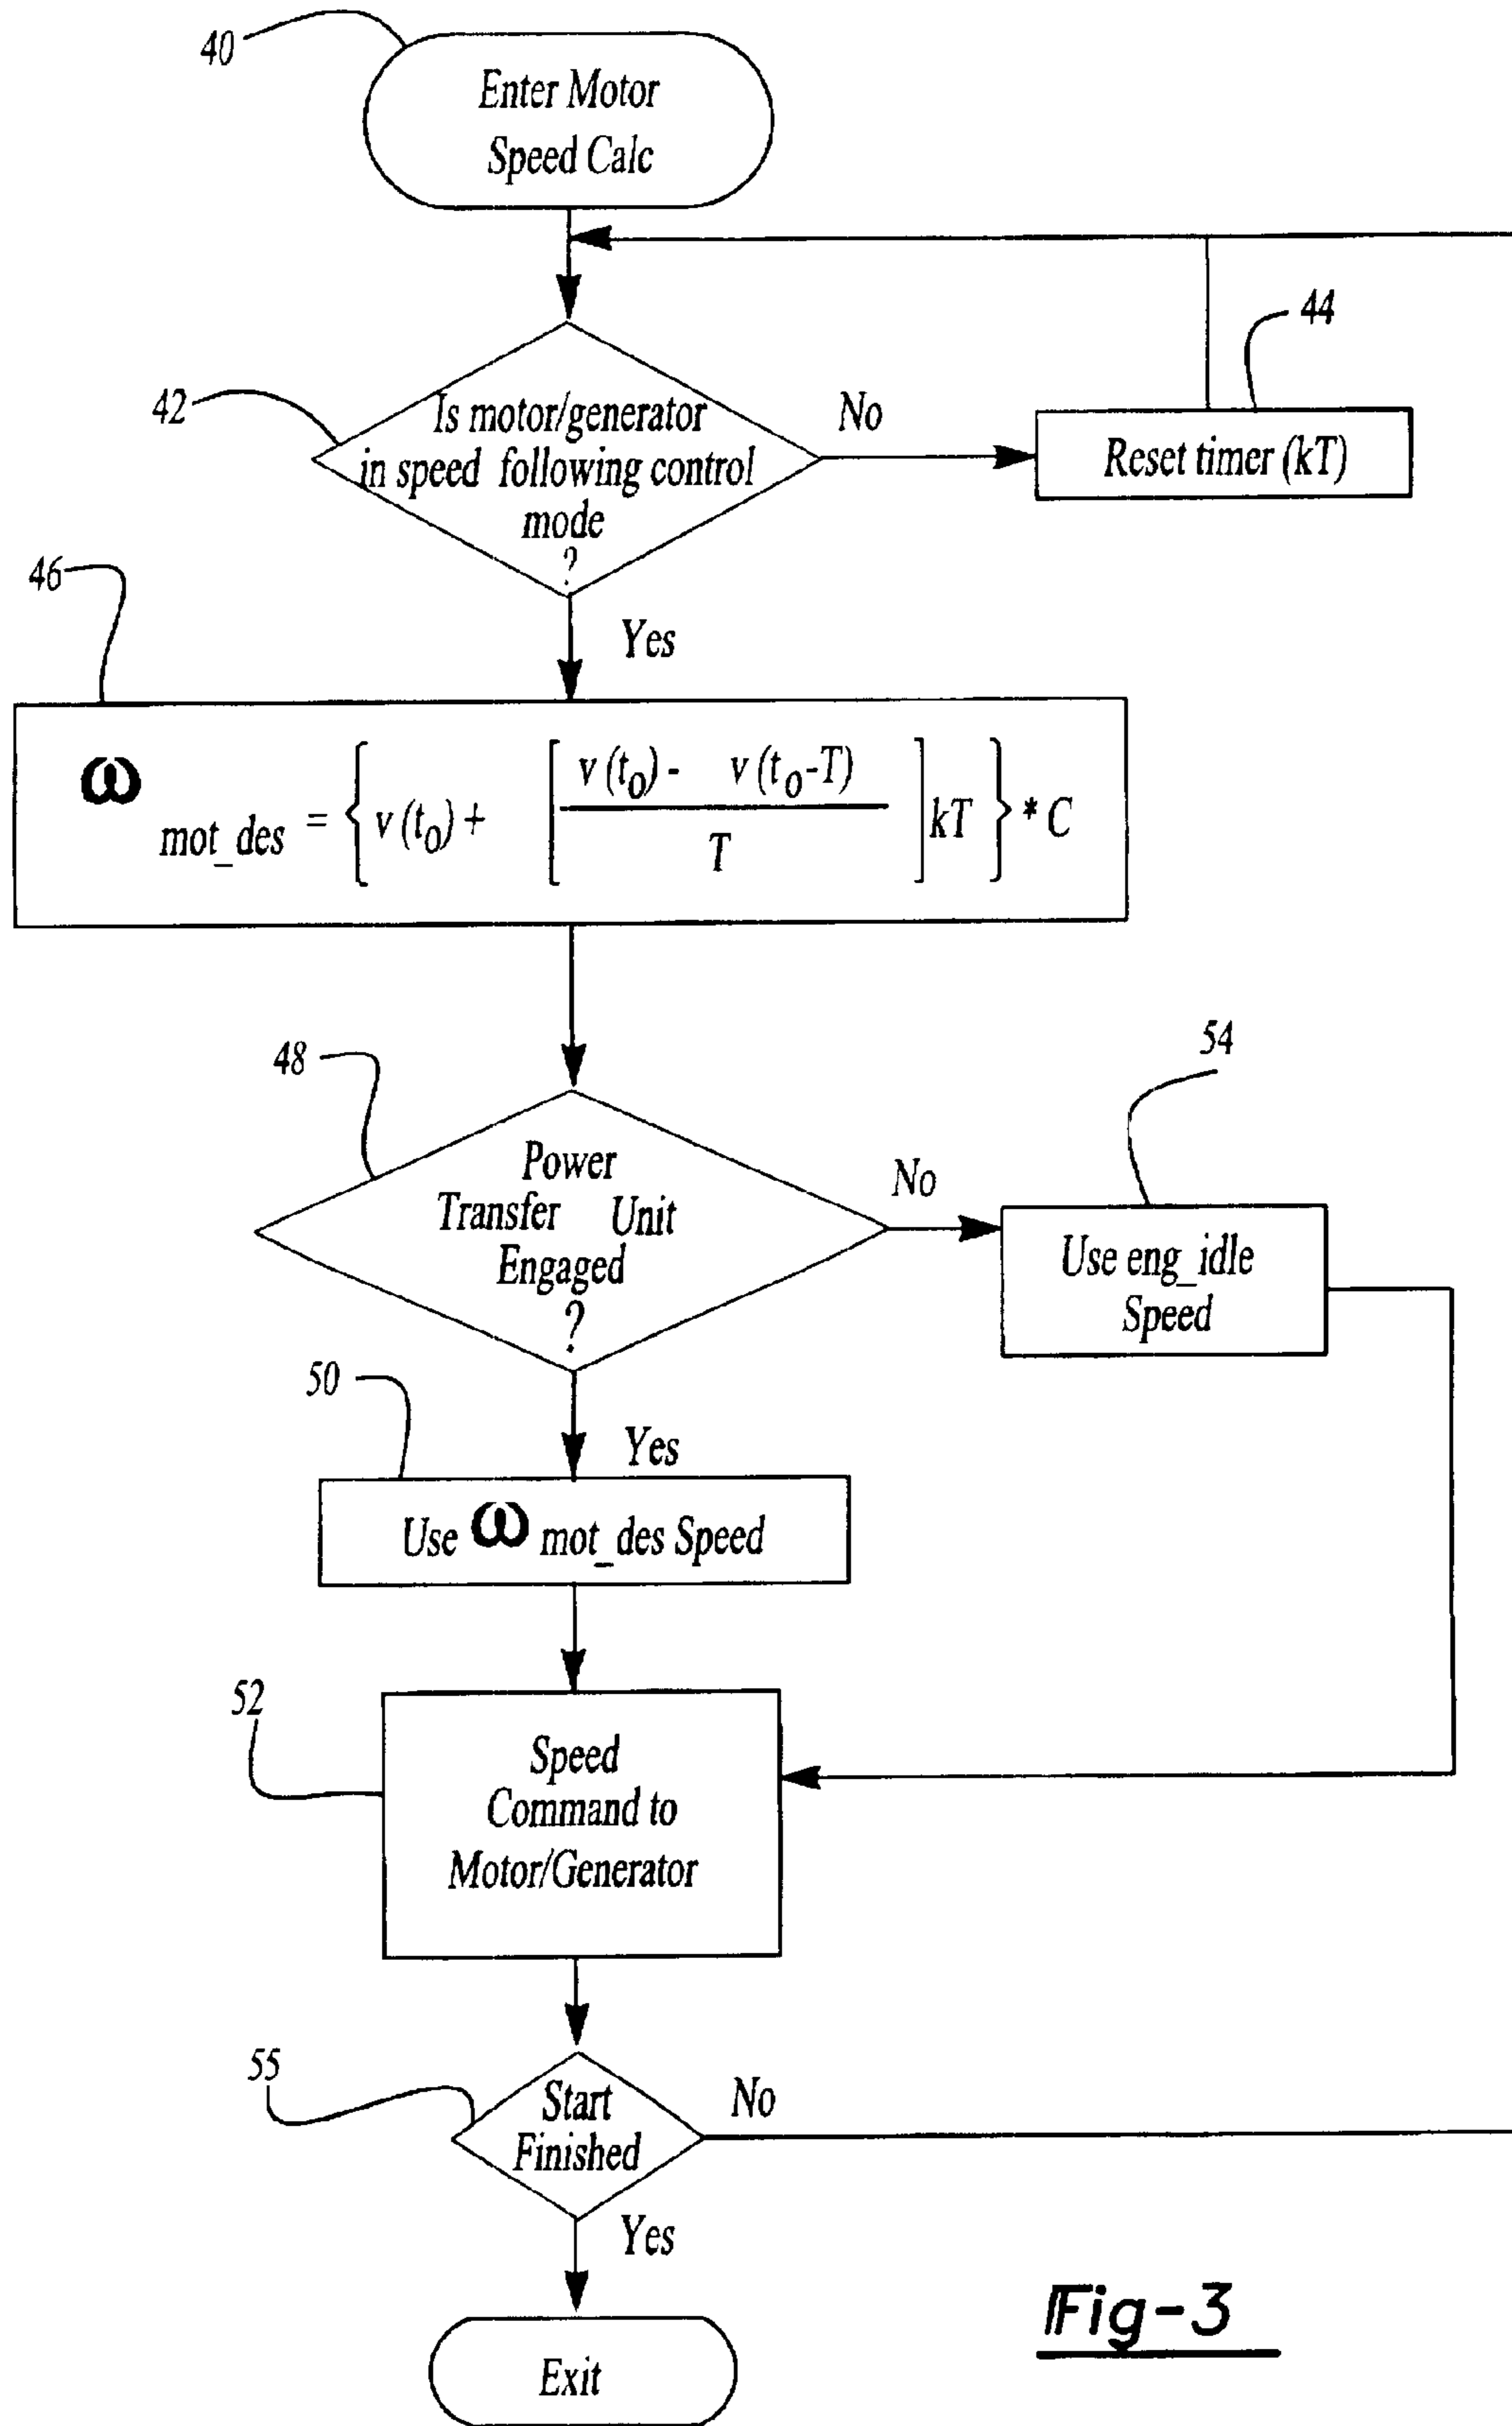 40
Enter Motor
Speed Calc
44
42
Is motor/generator
in speed following control
mode
?
No
Reset timer (kT)
Yes
46
ω mot_des = { v (t0) + [ v (t0) - v (t0-T) / T ] kT } * C
48
Power
Transfer Unit
Engaged
?
No
54
Use eng_idle
Speed
Yes
50
Use ω mot_des Speed
52
Speed
Command to
Motor/Generator
55
Start
Finished
No
Yes
Exit
Fig-3